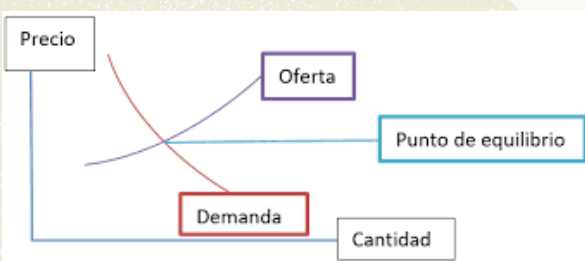 Precio
Oferta
Punto de equilibrio
Demanda
Cantidad